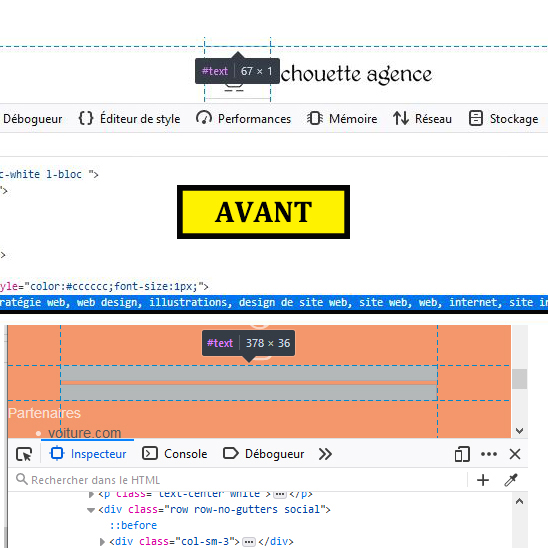 #text 67 × 1
chouette agence
Débogueur {} Éditeur de style Performances Mémoire Réseau Stockage
c-white l-bloc ">
">
AVANT
>
yle="color:#cccccc;font-size:1px;">
ratégie web, web design, illustrations, design de site web, site web, web, internet, site in
#text 378 × 36
Partenaires
• voiture.com
Inspecteur Console Débogueur
Rechercher dans le HTML
<p class="text-center white">…</p>
<div class="row row-no-gutters social">
::before
<div class="col-sm-3">…</div>